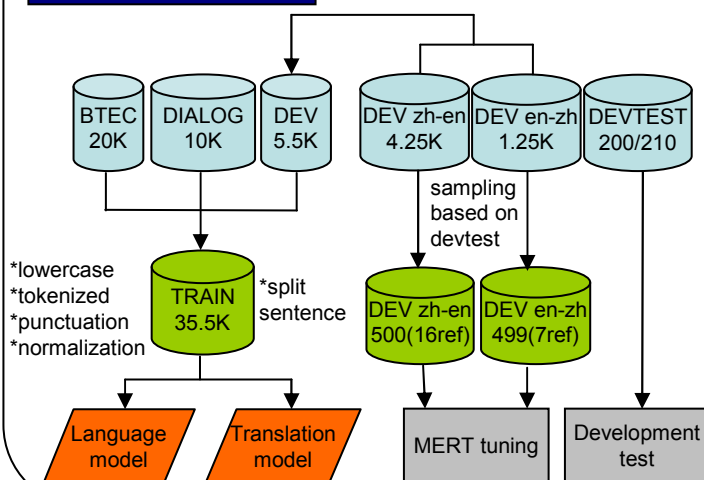 BTEC
20K
DIALOG
10K
DEV
5.5K
DEV zh-en
4.25K
DEV en-zh
1.25K
DEVTEST
200/210
sampling
based on
devtest
*lowercase
*tokenized
*punctuation
*normalization
TRAIN
35.5K
*split
sentence
DEV zh-en
500(16ref)
DEV en-zh
499(7ref)
Language
model
Translation
model
MERT tuning
Development
test